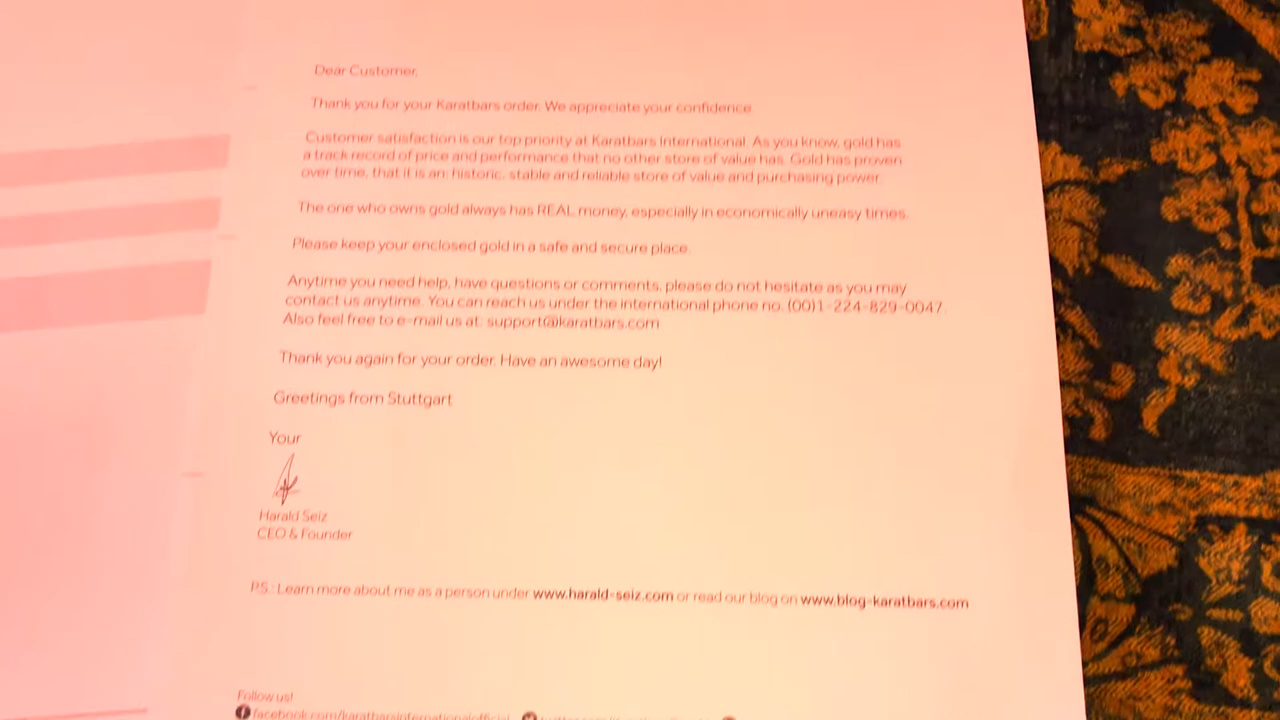 Dear Customer,
Thank you for your Karatbars order. We appreciate your confidence.
Customer satisfaction is our top priority at Karatbars International. As you know, gold has
a track record of price and performance that no other store of value has. Gold has proven
over time, that it is an historic, stable and reliable store of value and purchasing power.
The one who owns gold always has REAL money, especially in economically uneasy times.
Please keep your enclosed gold in a safe and secure place.
Anytime you need help, have questions or comments, please do not hesitate as you may
contact us anytime. You can reach us under the international phone no. (00)1-224-829-0047
Also feel free to e-mail us at: support@karatbars.com
Thank you again for your order. Have an awesome day!
Greetings from Stuttgart
Your
Harald Seiz
CEO & Founder
P.S.: Learn more about me as a person under www.harald-seiz.com or read our blog on www.blog-karatbars.com
Follow us!
facebook.com/karatbarsinternationalofficial